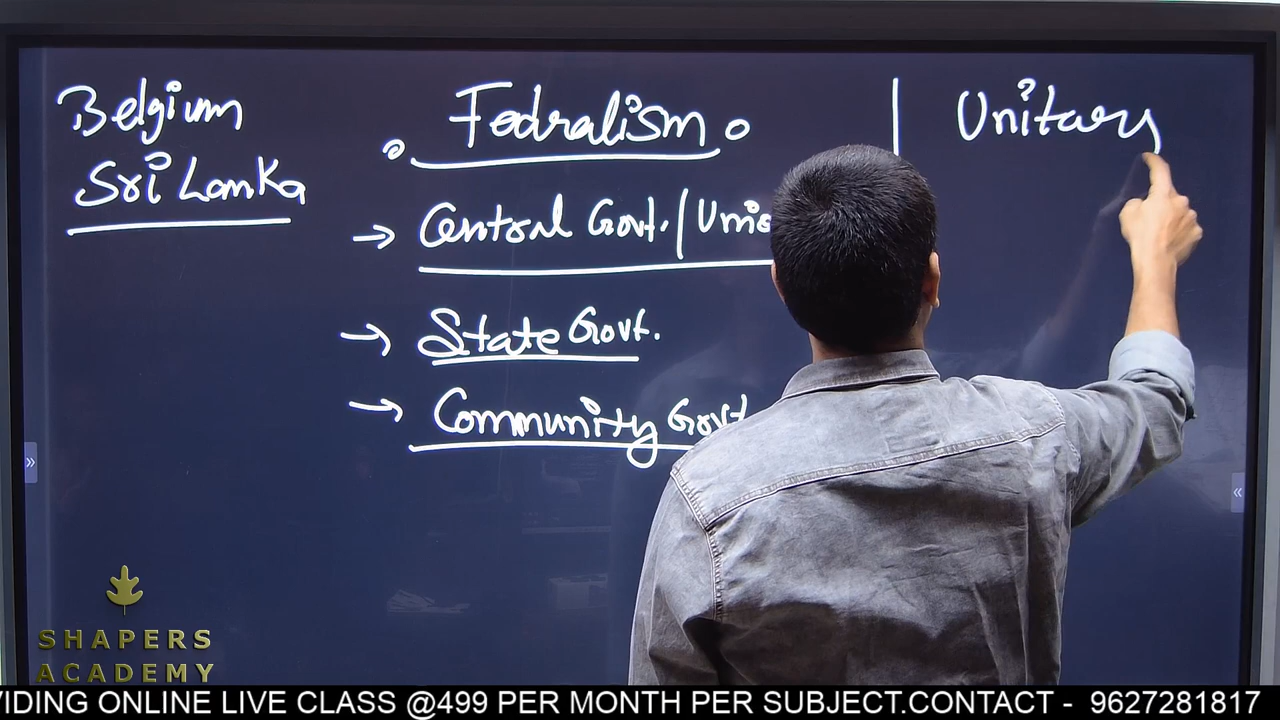 Belgium
Sri Lanka
Fedralism
Central Govt. / Unio
State Govt.
Community Govt
Unitary
SHAPERS
ACADEMY
VIDING ONLINE LIVE CLASS @499 PER MONTH PER SUBJECT.CONTACT - 9627281817